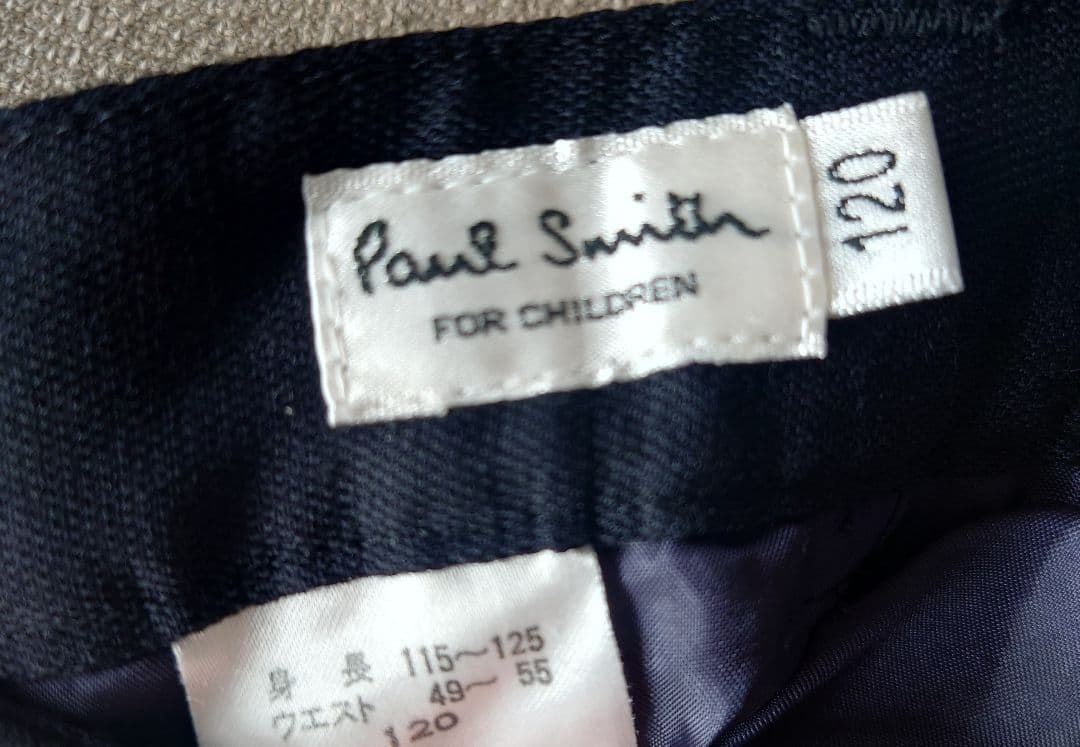 Paul Smith
FOR CHILDREN
120
身長 115〜125
ウエスト 49〜 55
120